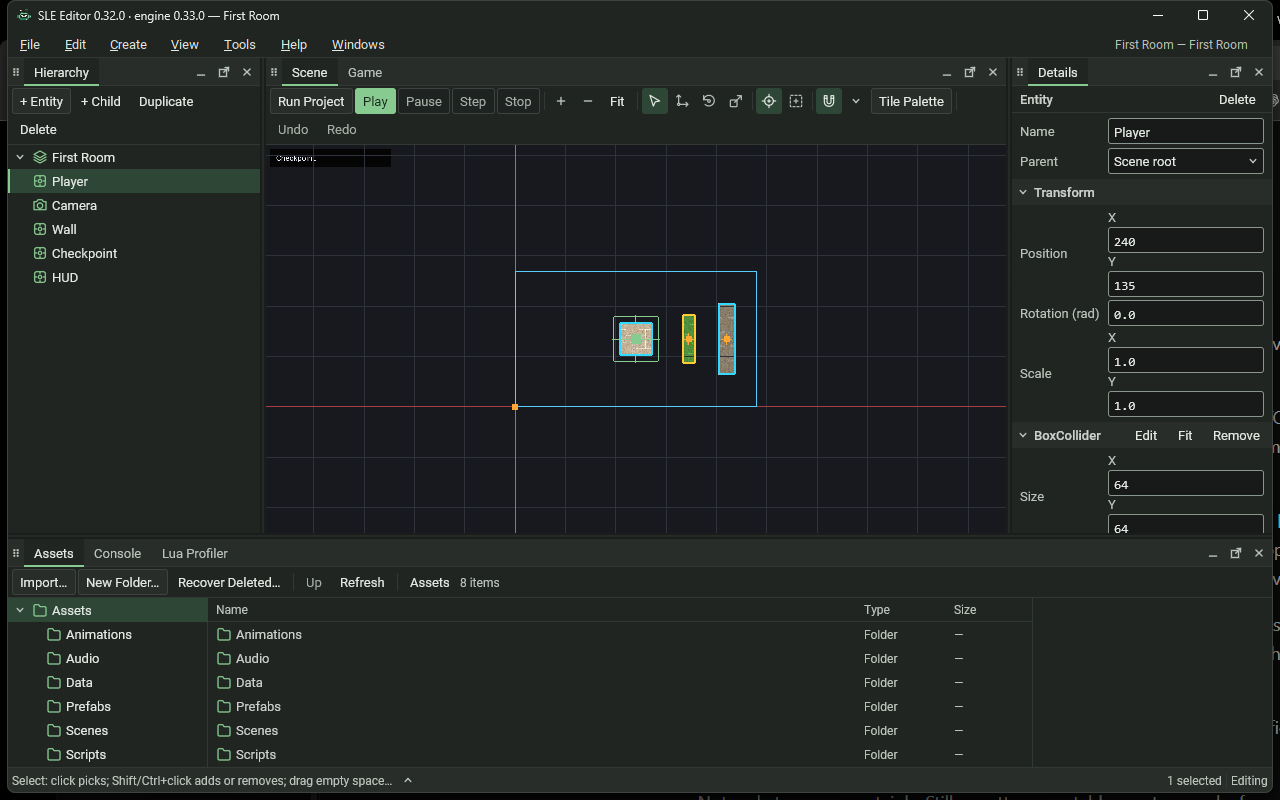 SLE Editor 0.32.0 · engine 0.33.0 — First Room
File Edit Create View Tools Help Windows First Room — First Room
Hierarchy
+ Entity + Child Duplicate
Delete
First Room
Player
Camera
Wall
Checkpoint
HUD
Scene Game
Run Project Play Pause Step Stop + − Fit Tile Palette
Undo Redo
Checkpoint
Details
Entity Delete
Name Player
Parent Scene root
Transform
X
Position 240
Y
135
Rotation (rad) 0.0
X
Scale 1.0
Y
1.0
BoxCollider Edit Fit Remove
X
Size 64
Y
64
Assets Console Lua Profiler
Import... New Folder... Recover Deleted... Up Refresh Assets 8 items
Assets
Animations
Audio
Data
Prefabs
Scenes
Scripts
Name Type Size
Animations Folder —
Audio Folder —
Data Folder —
Prefabs Folder —
Scenes Folder —
Scripts Folder —
Select: click picks; Shift/Ctrl+click adds or removes; drag empty space... 1 selected Editing